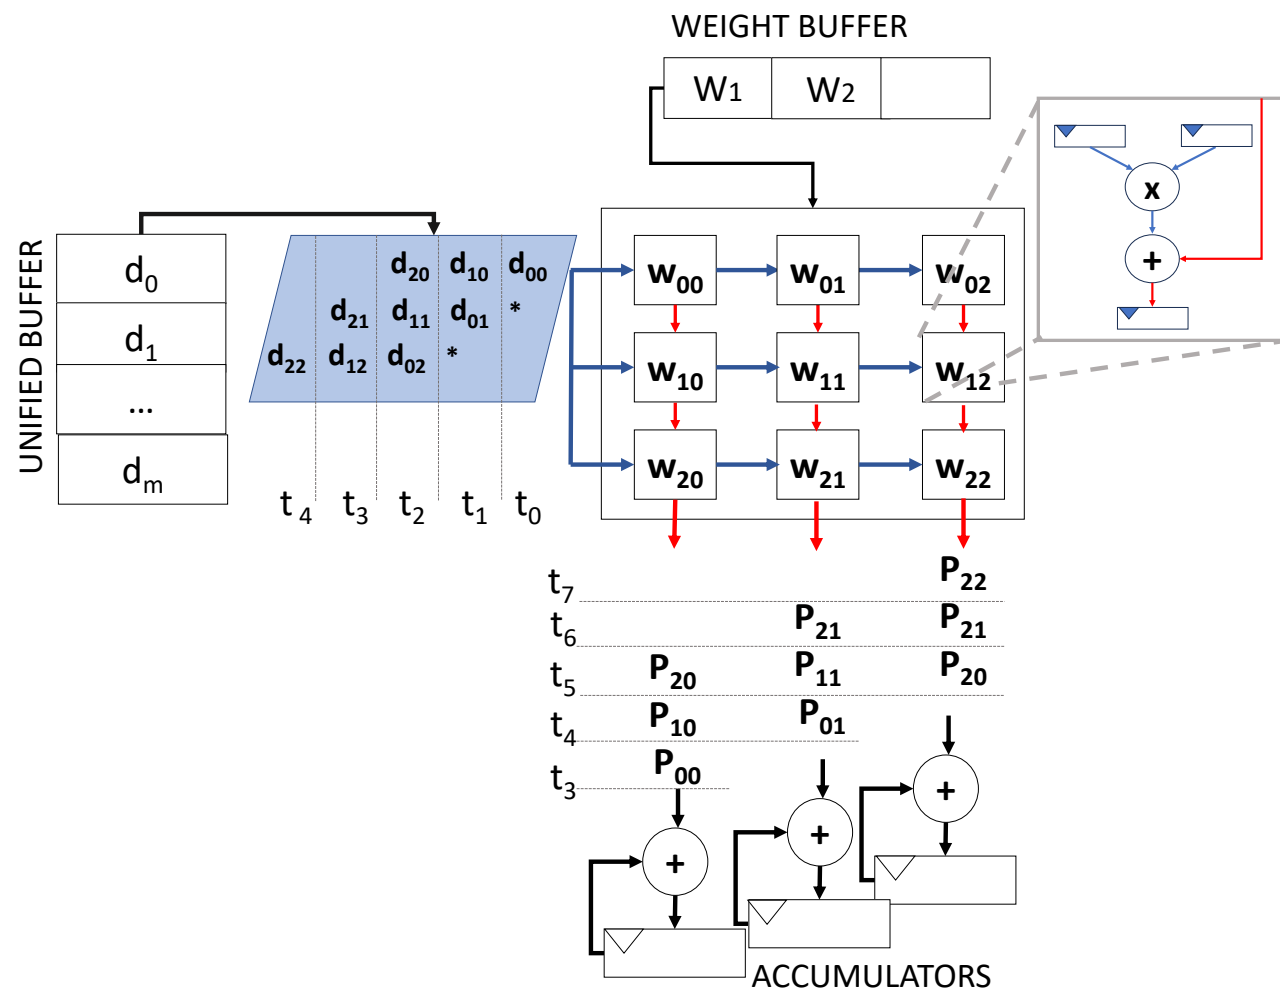 WEIGHT BUFFER
W1 W2
UNIFIED BUFFER
d0
d1
...
dm
d20 d10 d00
d21 d11 d01 *
d22 d12 d02 *
t4 t3 t2 t1 t0
w00 w01 w02
w10 w11 w12
w20 w21 w22
x
+
t7 P22
t6 P21 P21
t5 P20 P11 P20
t4 P10 P01
t3 P00
+
+
+
ACCUMULATORS